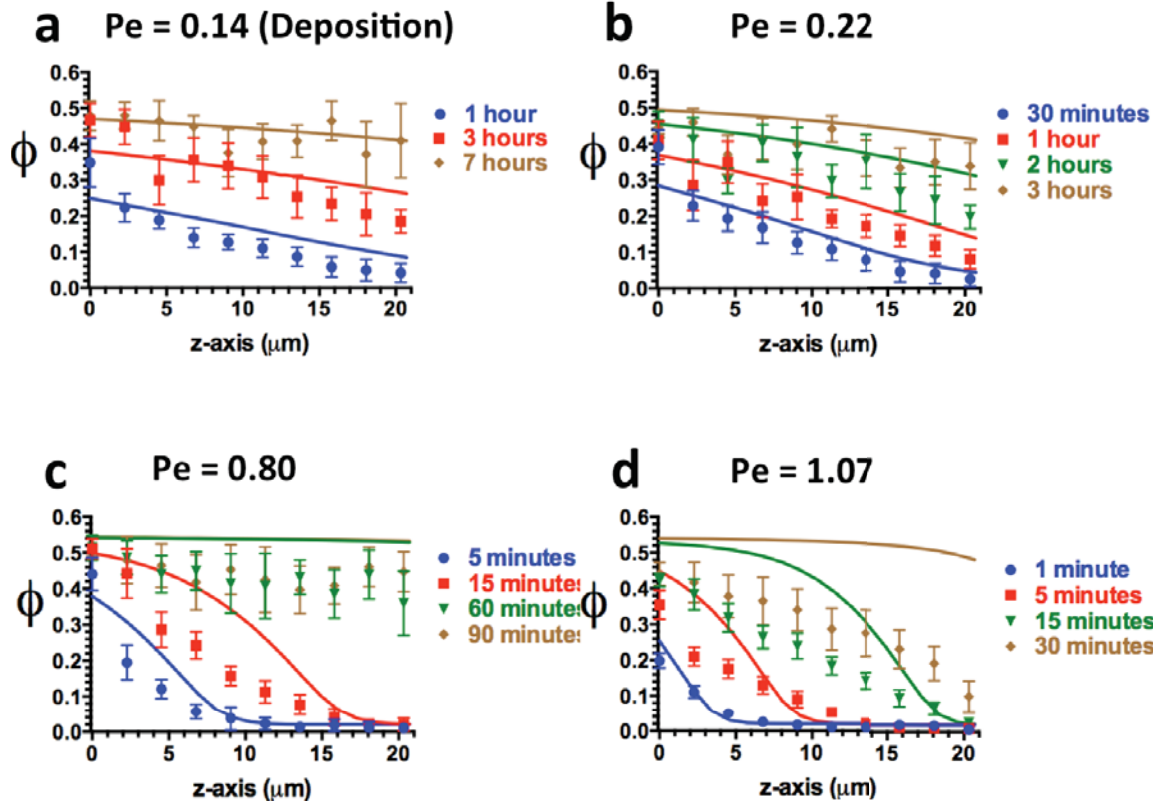 a Pe = 0.14 (Deposition)
0.6
0.5
0.4
0.3
0.2
0.1
0.0
ϕ
0 5 10 15 20
z-axis (μm)
1 hour
3 hours
7 hours
b Pe = 0.22
0.6
0.5
0.4
0.3
0.2
0.1
0.0
ϕ
0 5 10 15 20
z-axis (μm)
30 minutes
1 hour
2 hours
3 hours
c Pe = 0.80
0.6
0.5
0.4
0.3
0.2
0.1
0.0
ϕ
0 5 10 15 20
z-axis (μm)
5 minutes
15 minutes
60 minutes
90 minutes
d Pe = 1.07
0.6
0.5
0.4
0.3
0.2
0.1
0.0
ϕ
0 5 10 15 20
z-axis (μm)
1 minute
5 minutes
15 minutes
30 minutes